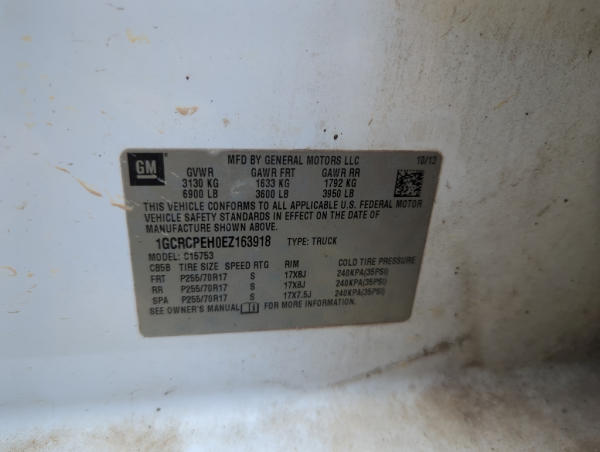 GM
MFD BY GENERAL MOTORS LLC 10/13
GVWR GAWR FRT GAWR RR
3130 KG 1633 KG 1792 KG
6900 LB 3600 LB 3950 LB
THIS VEHICLE CONFORMS TO ALL APPLICABLE U.S. FEDERAL MOTOR
VEHICLE SAFETY STANDARDS IN EFFECT ON THE DATE OF
MANUFACTURE SHOWN ABOVE.
1GCRCPEH0EZ163918 TYPE: TRUCK
MODEL: C15753
CB5B TIRE SIZE SPEED RTG RIM COLD TIRE PRESSURE
FRT P255/70R17 S 17X8J 240KPA(35PSI)
RR P255/70R17 S 17X8J 240KPA(35PSI)
SPA P255/70R17 S 17X7.5J 240KPA(35PSI)
SEE OWNER'S MANUAL FOR MORE INFORMATION.